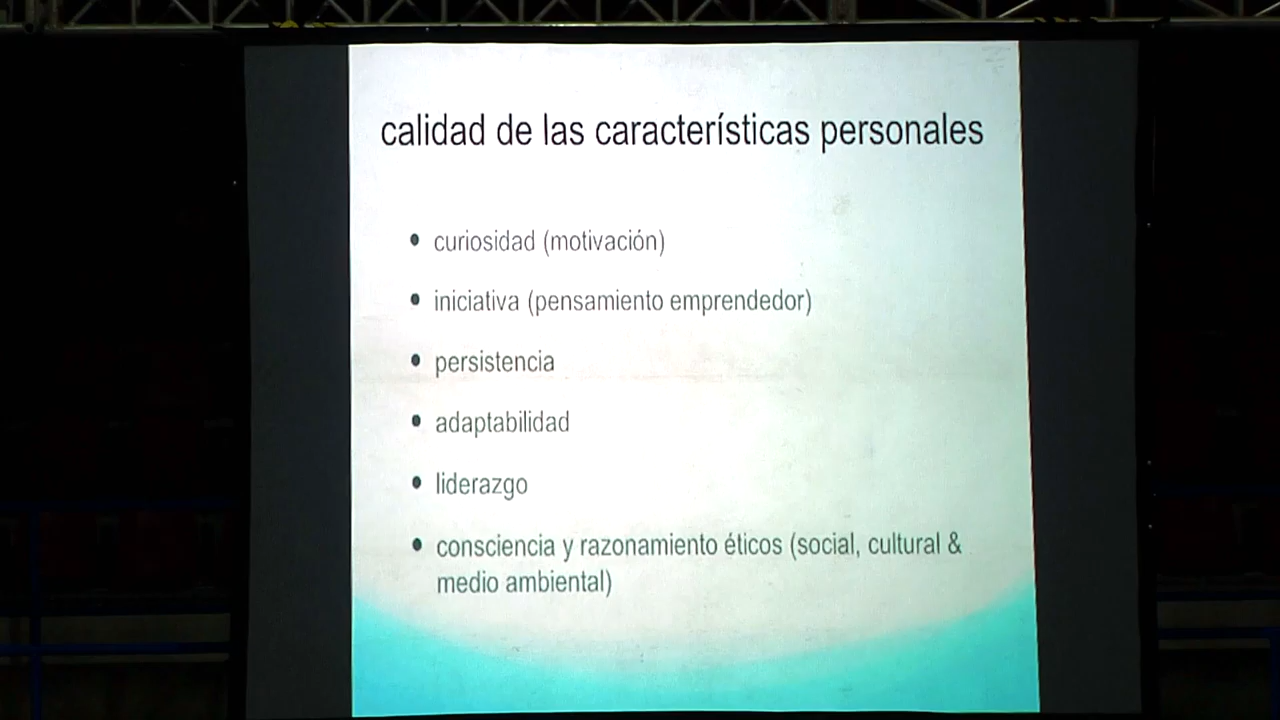 calidad de las características personales
• curiosidad (motivación)
• iniciativa (pensamiento emprendedor)
• persistencia
• adaptabilidad
• liderazgo
• consciencia y razonamiento éticos (social, cultural &
medio ambiental)